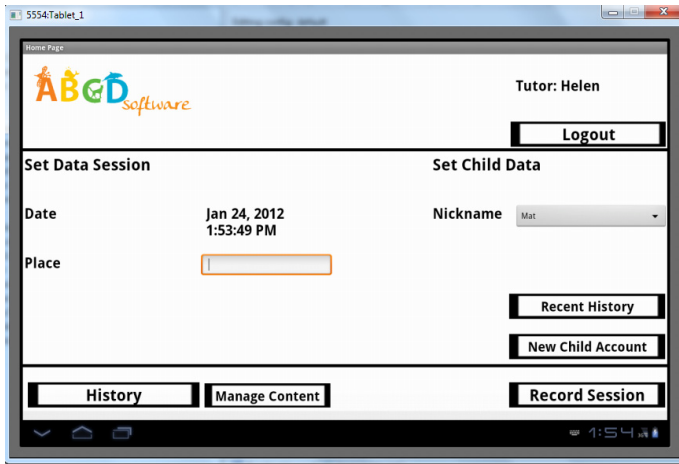 5554:Tablet_1
Home Page
ABCD software
Tutor: Helen
Logout
Set Data Session
Set Child Data
Date
Jan 24, 2012
1:53:49 PM
Nickname
Mat
Place
Recent History
New Child Account
History
Manage Content
Record Session
1:54